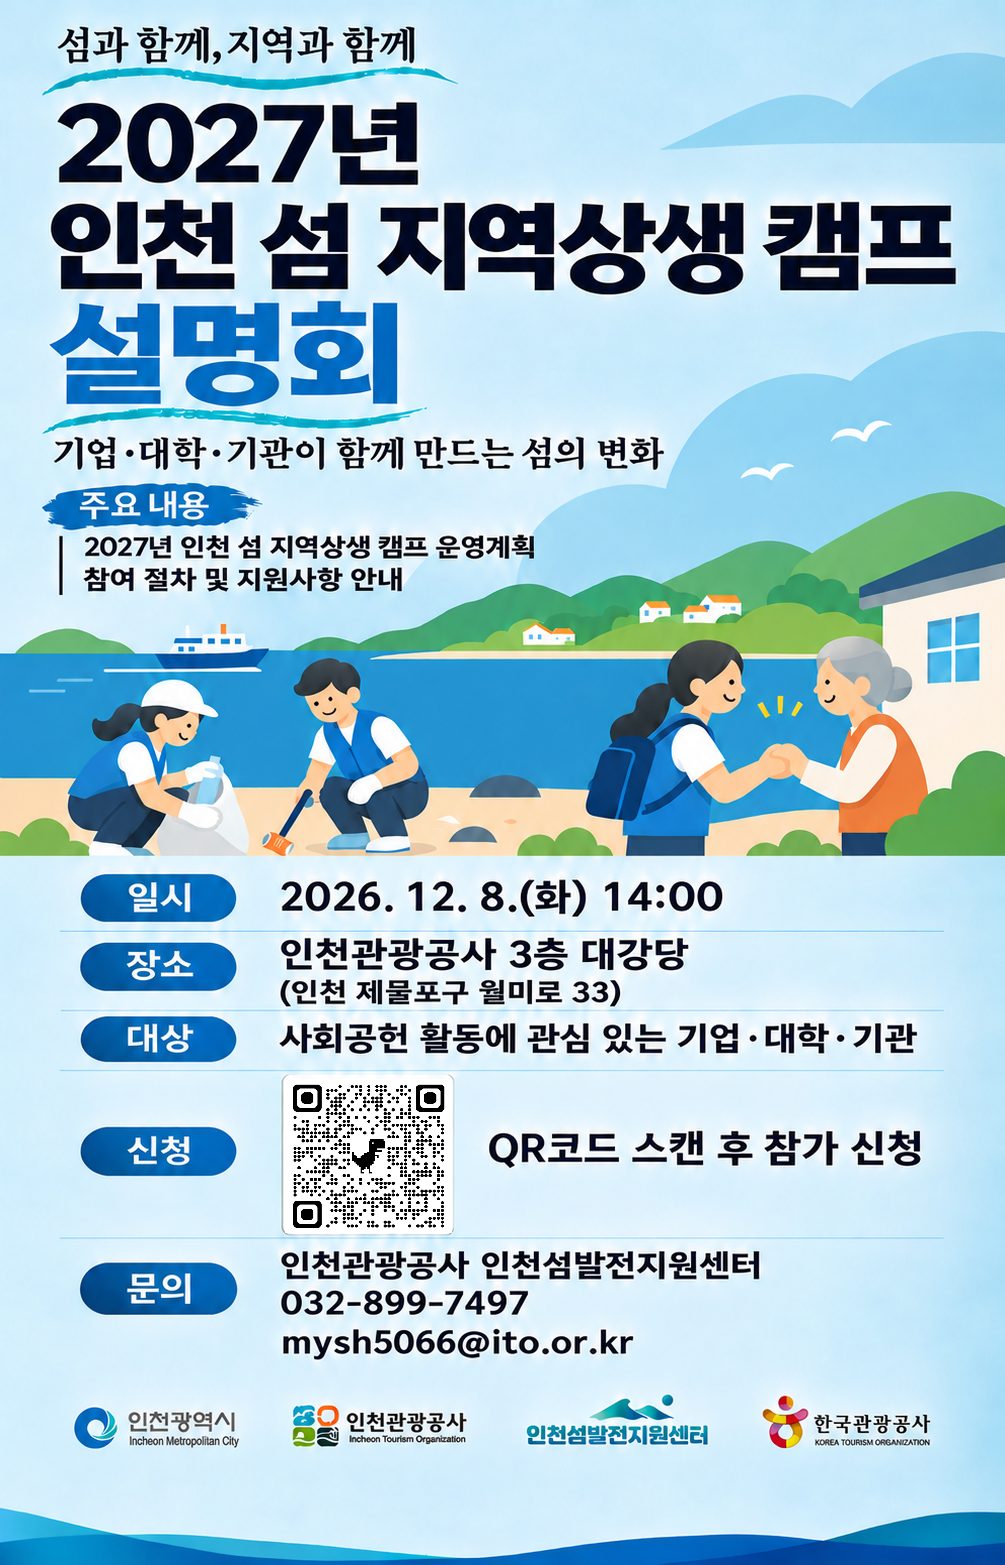 섬과 함께, 지역과 함께
2027년
인천 섬 지역상생 캠프
설명회
기업·대학·기관이 함께 만드는 섬의 변화
주요 내용
2027년 인천 섬 지역상생 캠프 운영계획
참여 절차 및 지원사항 안내
일시
2026. 12. 8.(화) 14:00
장소
인천관광공사 3층 대강당
(인천 제물포구 월미로 33)
대상
사회공헌 활동에 관심 있는 기업·대학·기관
신청
QR코드 스캔 후 참가 신청
문의
인천관광공사 인천섬발전지원센터
032-899-7497
mysh5066@ito.or.kr
인천광역시
Incheon Metropolitan City
인천관광공사
Incheon Tourism Organization
인천섬발전지원센터
한국관광공사
KOREA TOURISM ORGANIZATION